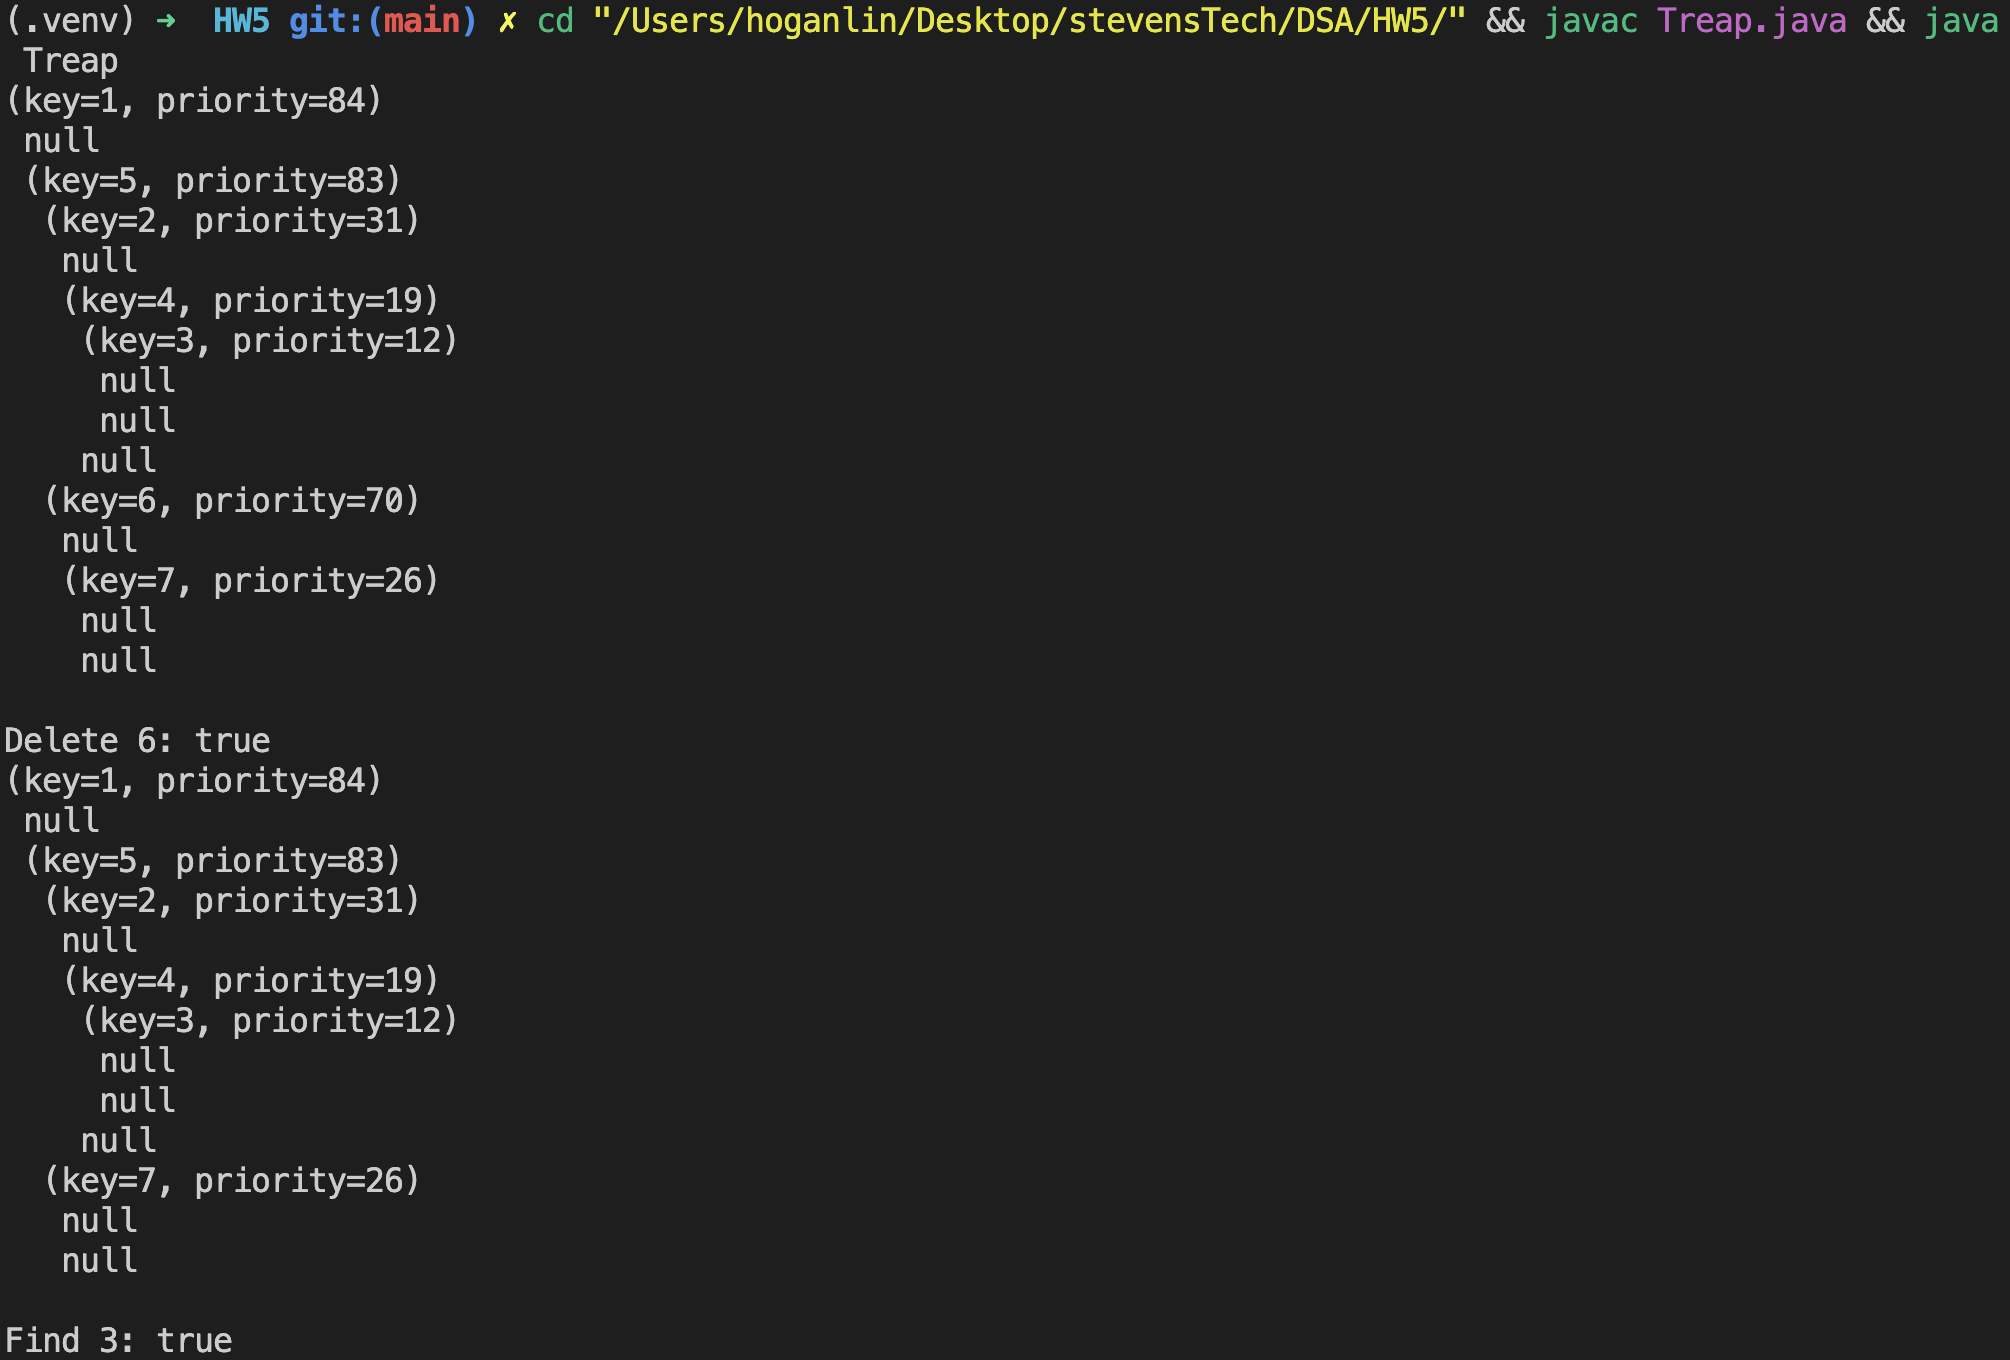 (.venv) ➜  HW5 git:(main) ✗ cd "/Users/hoganlin/Desktop/stevensTech/DSA/HW5/" && javac Treap.java && java
 Treap
(key=1, priority=84)
 null
 (key=5, priority=83)
  (key=2, priority=31)
   null
   (key=4, priority=19)
    (key=3, priority=12)
     null
     null
    null
  (key=6, priority=70)
   null
   (key=7, priority=26)
    null
    null

Delete 6: true
(key=1, priority=84)
 null
 (key=5, priority=83)
  (key=2, priority=31)
   null
   (key=4, priority=19)
    (key=3, priority=12)
     null
     null
    null
  (key=7, priority=26)
   null
   null

Find 3: true